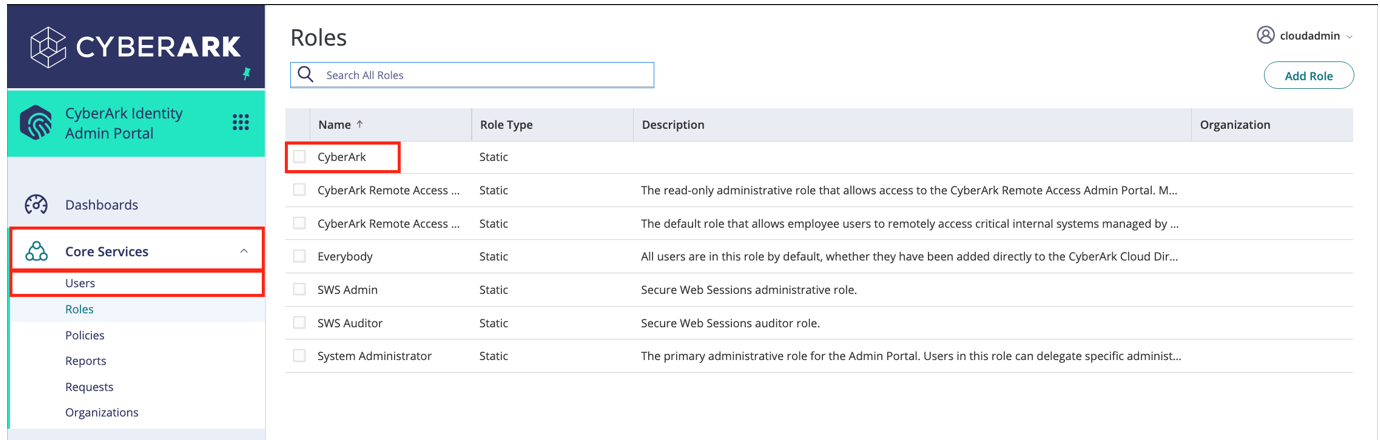 CYBERARK
CyberArk Identity
Admin Portal
Dashboards
Core Services
Users
Roles
Policies
Reports
Requests
Organizations
Roles
cloudadmin
Search All Roles
Add Role
Name ↑ Role Type Description Organization
CyberArk Static
CyberArk Remote Access ... Static The read-only administrative role that allows access to the CyberArk Remote Access Admin Portal. M...
CyberArk Remote Access ... Static The default role that allows employee users to remotely access critical internal systems managed by ...
Everybody Static All users are in this role by default, whether they have been added directly to the CyberArk Cloud Dir...
SWS Admin Static Secure Web Sessions administrative role.
SWS Auditor Static Secure Web Sessions auditor role.
System Administrator Static The primary administrative role for the Admin Portal. Users in this role can delegate specific administ...